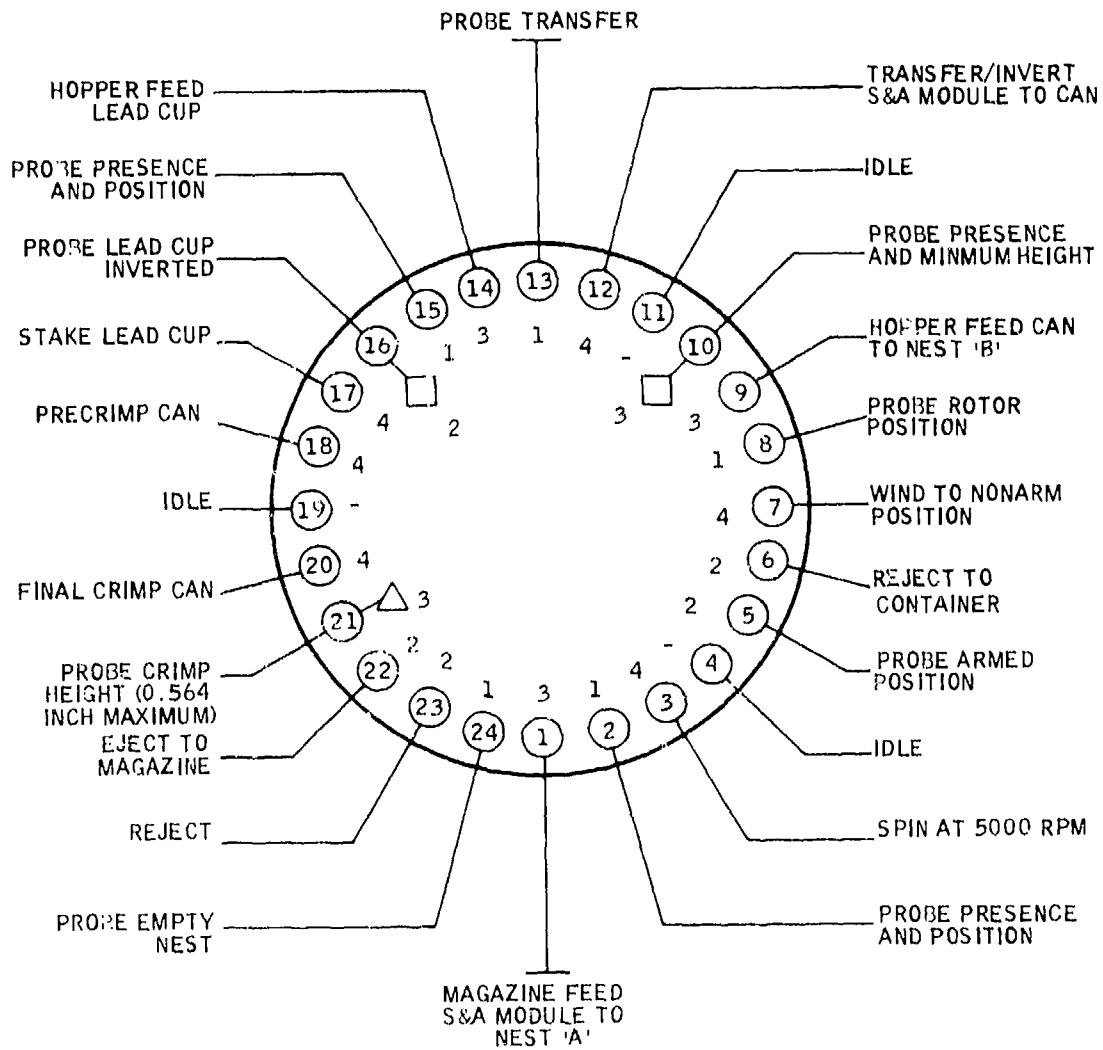 PROBE TRANSFER
HOPPER FEED
LEAD CUP
TRANSFER/INVERT
S&A MODULE TO CAN
PROBE PRESENCE
AND POSITION
IDLE
PROBE LEAD CUP
INVERTED
PROBE PRESENCE
AND MINMUM HEIGHT
STAKE LEAD CUP
HOPPER FEED CAN
TO NEST 'B'
PRECRIMP CAN
PROBE ROTOR
POSITION
IDLE
WIND TO NONARM
POSITION
FINAL CRIMP CAN
REJECT TO
CONTAINER
PROBE CRIMP
HEIGHT (0.564
INCH MAXIMUM)
PROBE ARMED
POSITION
EJECT TO
MAGAZINE
IDLE
REJECT
SPIN AT 5000 RPM
PROBE EMPTY
NEST
PROBE PRESENCE
AND POSITION
MAGAZINE FEED
S&A MODULE TO
NEST 'A'
13
14
12
15
11
16
10
17
9
18
8
19
7
20
6
21
5
22
4
23
3
24
1
2
1
3
4
1
-
2
3
4
3
4
1
-
4
4
2
3
2
2
-
2
4
1
3
1